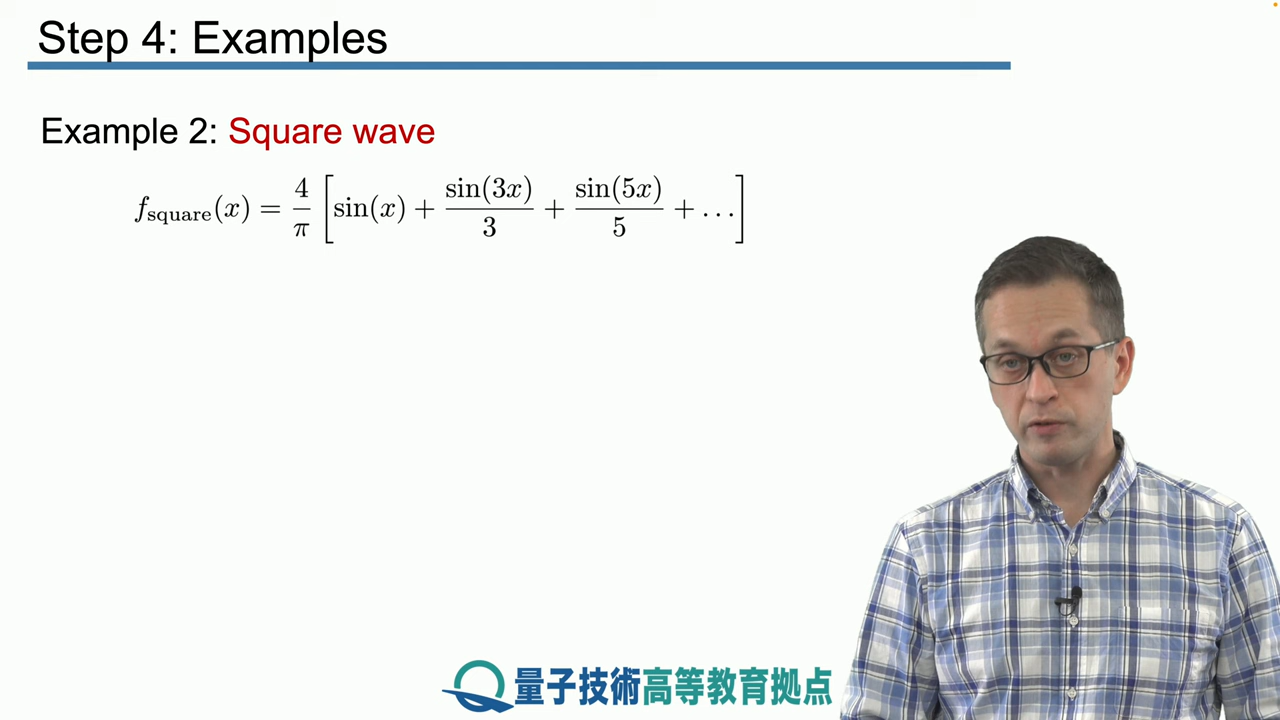 Step 4: Examples
Example 2: Square wave
f_square(x) = 4/π [sin(x) + sin(3x)/3 + sin(5x)/5 + …]
量子技術高等教育拠点